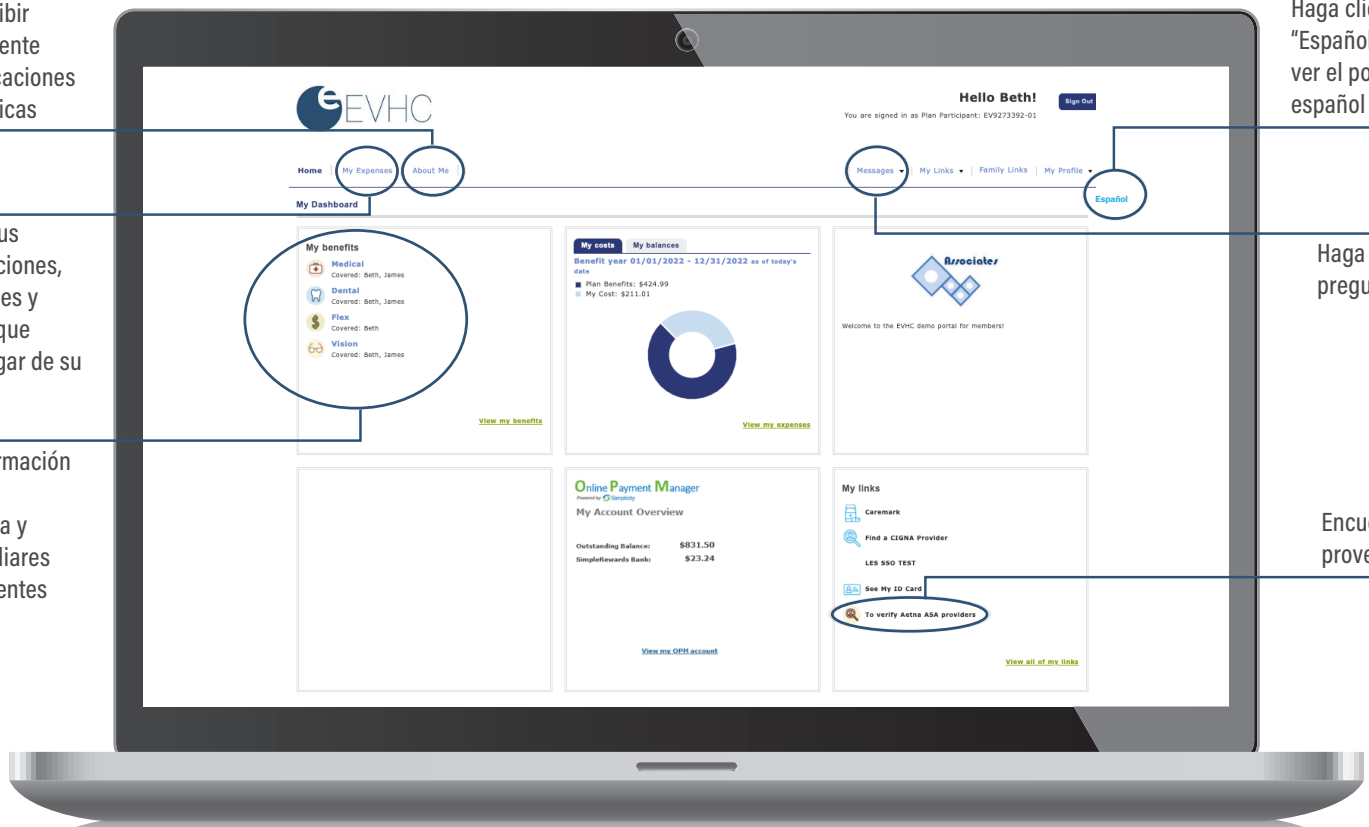 ente
caciones
icas
Haga
"Español
español
EVHC
Hello Beth!
Sign Out
You are signed in as Plan Participant: EV9273392-01
Home
My Expenses
About Me
Messages
My Links
Family Links
My Profile
Español
My Dashboard
us
ciones,
es y
que
gar de su
rmación
a y
liares
entes
My benefits
Medical
Covered: Beth, James
Dental
Covered: Beth, James
Flex
Covered: Beth
Vision
Covered: Beth, James
View my benefits
My costs
My balances
Benefit year 01/01/2022 - 12/31/2022 as of today's
date
Plan Benefits: $424.99
My Cost: $211.01
View my expenses
Associates
Welcome to the EVHC demo portal for members!
Haga
pregu
Online Payment Manager
Powered by Simplicity
My Account Overview
Outstanding Balance: $831.50
SimpleRewards Bank: $23.24
View my OPM account
My links
Caremark
Find a CIGNA Provider
LES SSO TEST
See My ID Card
To verify Aetna ASA providers
View all of my links
Encue
prove